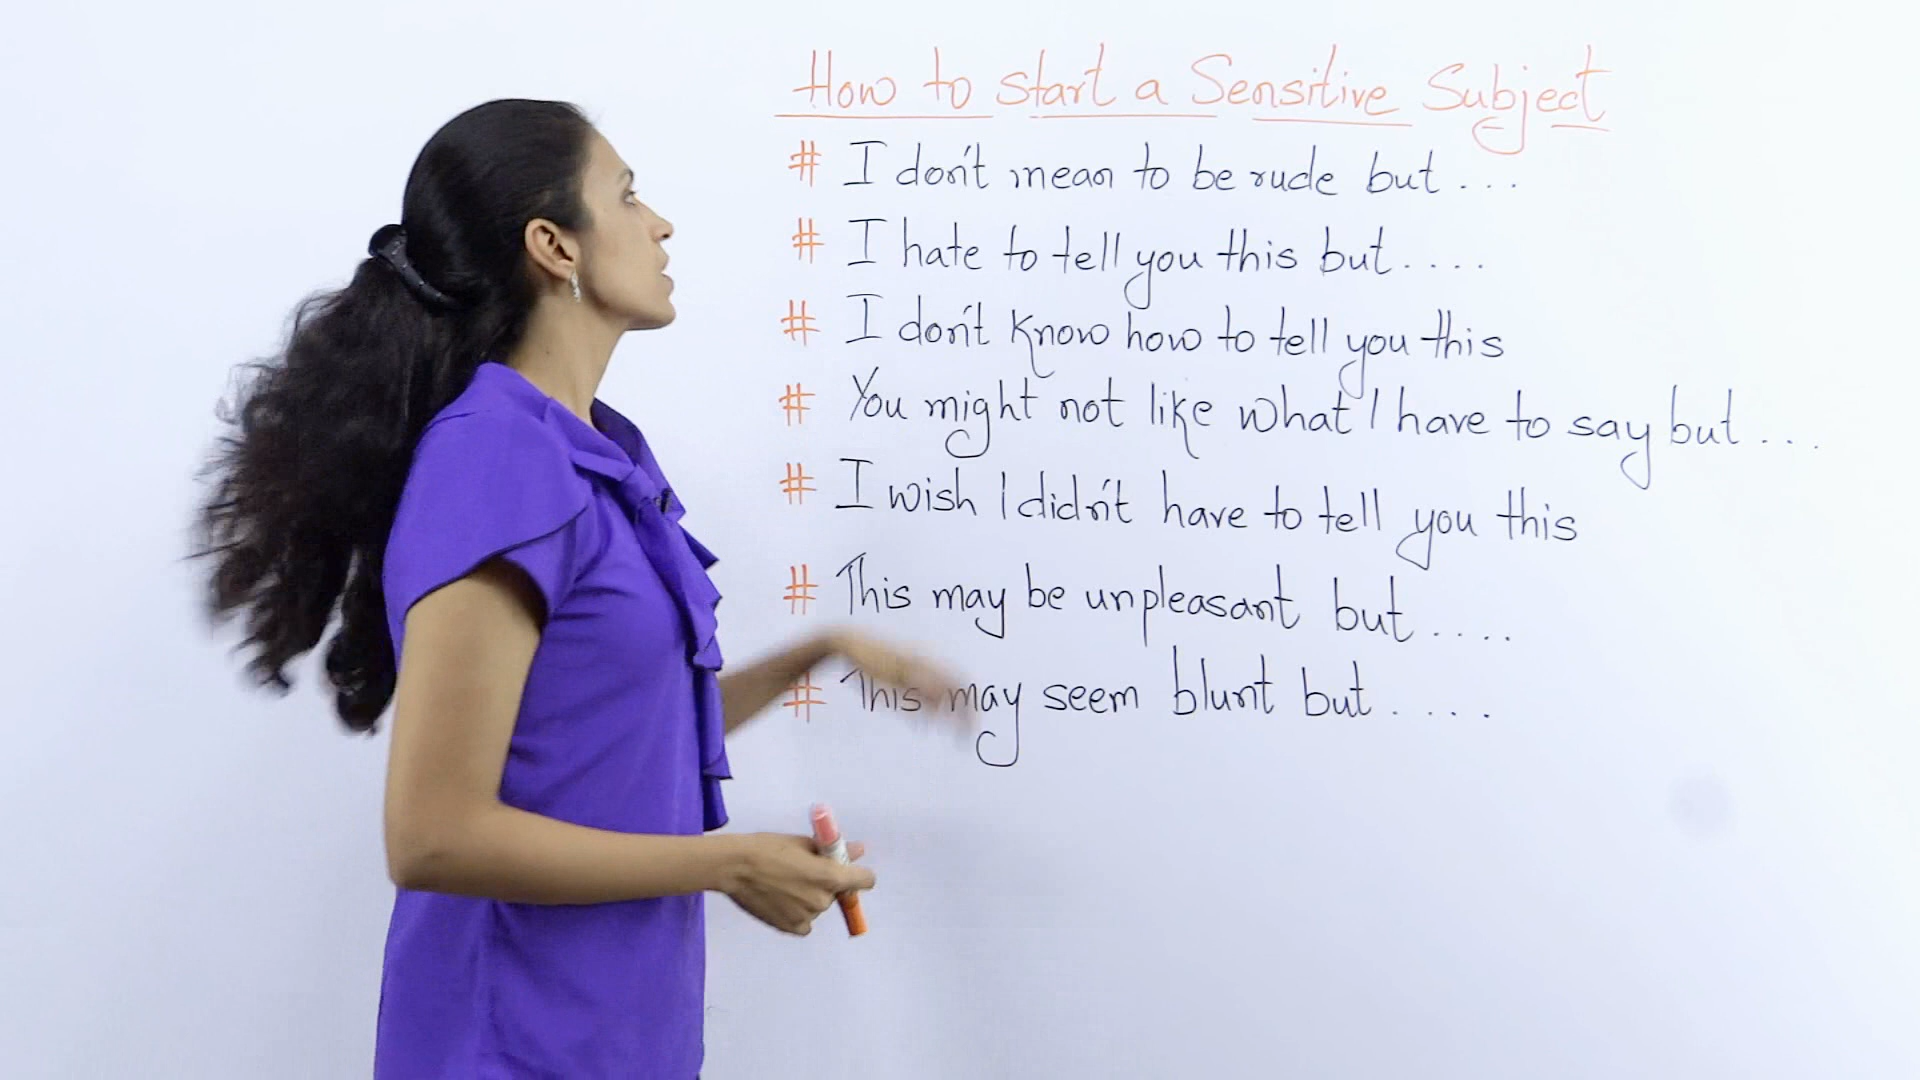 How to start a Sensitive Subject
# I don't mean to be rude but ...
# I hate to tell you this but ....
# I don't know how to tell you this
# You might not like what I have to say but ...
# I wish I didn't have to tell you this
# This may be unpleasant but ....
# This may seem blunt but ....